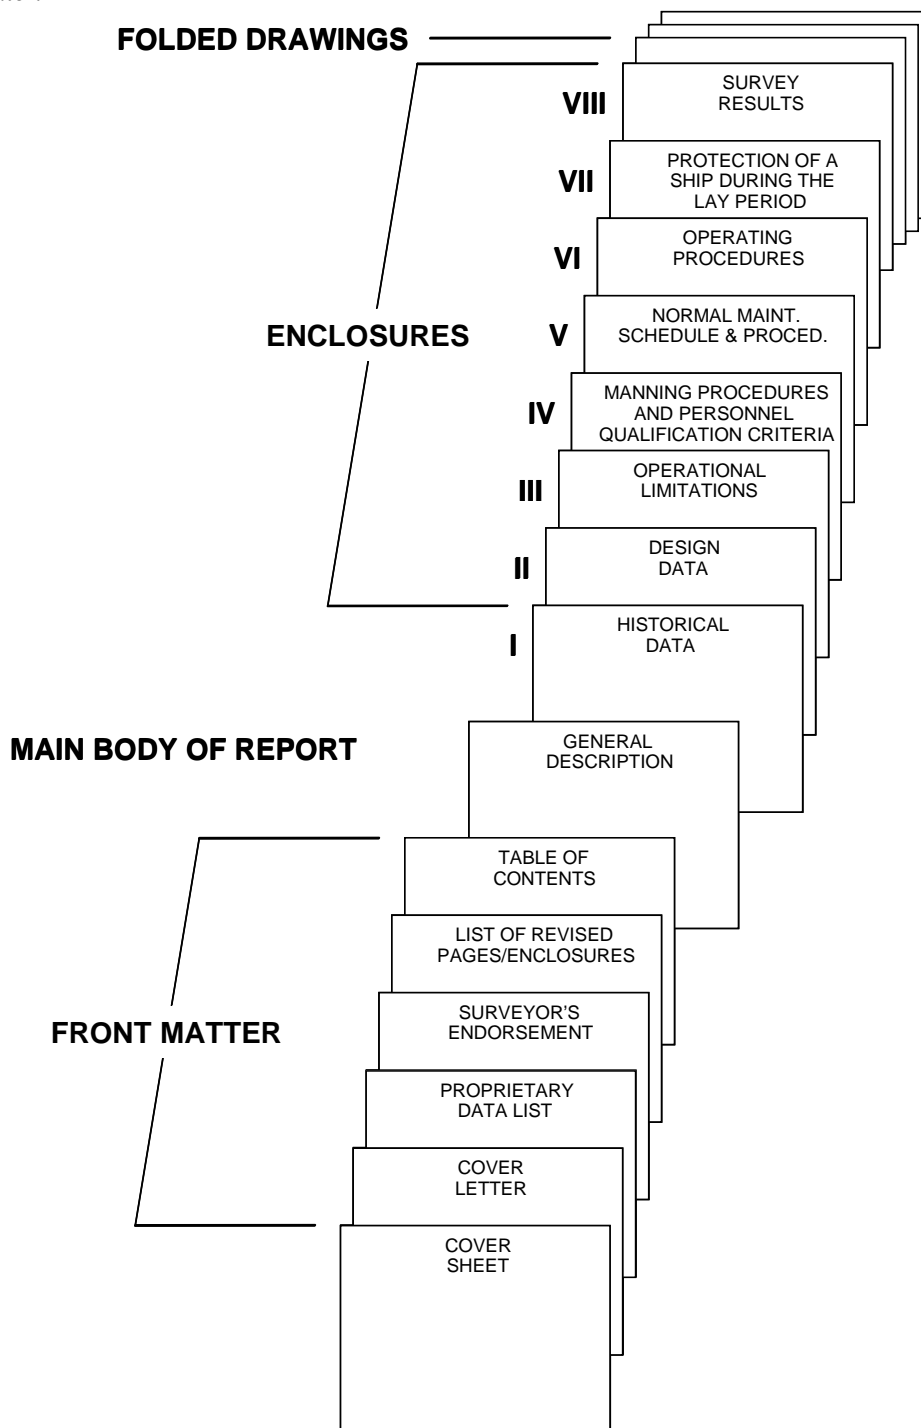 FOLDED DRAWINGS
SURVEY
RESULTS
VIII
PROTECTION OF A
SHIP DURING THE
LAY PERIOD
VII
OPERATING
PROCEDURES
VI
NORMAL MAINT.
SCHEDULE & PROCED.
ENCLOSURES
V
MANNING PROCEDURES
AND PERSONNEL
QUALIFICATION CRITERIA
IV
OPERATIONAL
LIMITATIONS
III
DESIGN
DATA
II
HISTORICAL
DATA
I
GENERAL
DESCRIPTION
MAIN BODY OF REPORT
TABLE OF
CONTENTS
LIST OF REVISED
PAGES/ENCLOSURES
SURVEYOR'S
ENDORSEMENT
FRONT MATTER
PROPRIETARY
DATA LIST
COVER
LETTER
COVER
SHEET